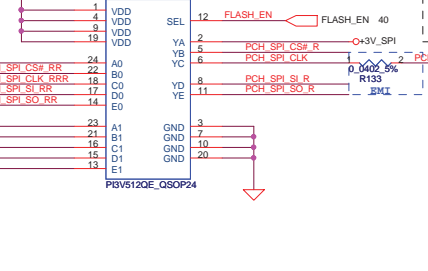 1 VDD
4 VDD SEL 12 FLASH_EN FLASH_EN 40
9 VDD
19 VDD YA 2 +3V_SPI
YB 5 PCH_SPI_CS#_R
24 A0 YC 6 PCH_SPI_CLK 1 2
_SPI_CS#_RR 22 B0 0_0402_5%
_SPI_CLK_RRR 18 C0 YD 8 PCH_SPI_SI_R R133
_SPI_SI_RR 17 D0 YE 11 PCH_SPI_SO_R EMI
_SPI_SO_RR 14 E0
23 A1 GND 3
21 B1 GND 7
16 C1 GND 10
15 D1 GND 20
13 E1
PI3V512QE_QSOP24